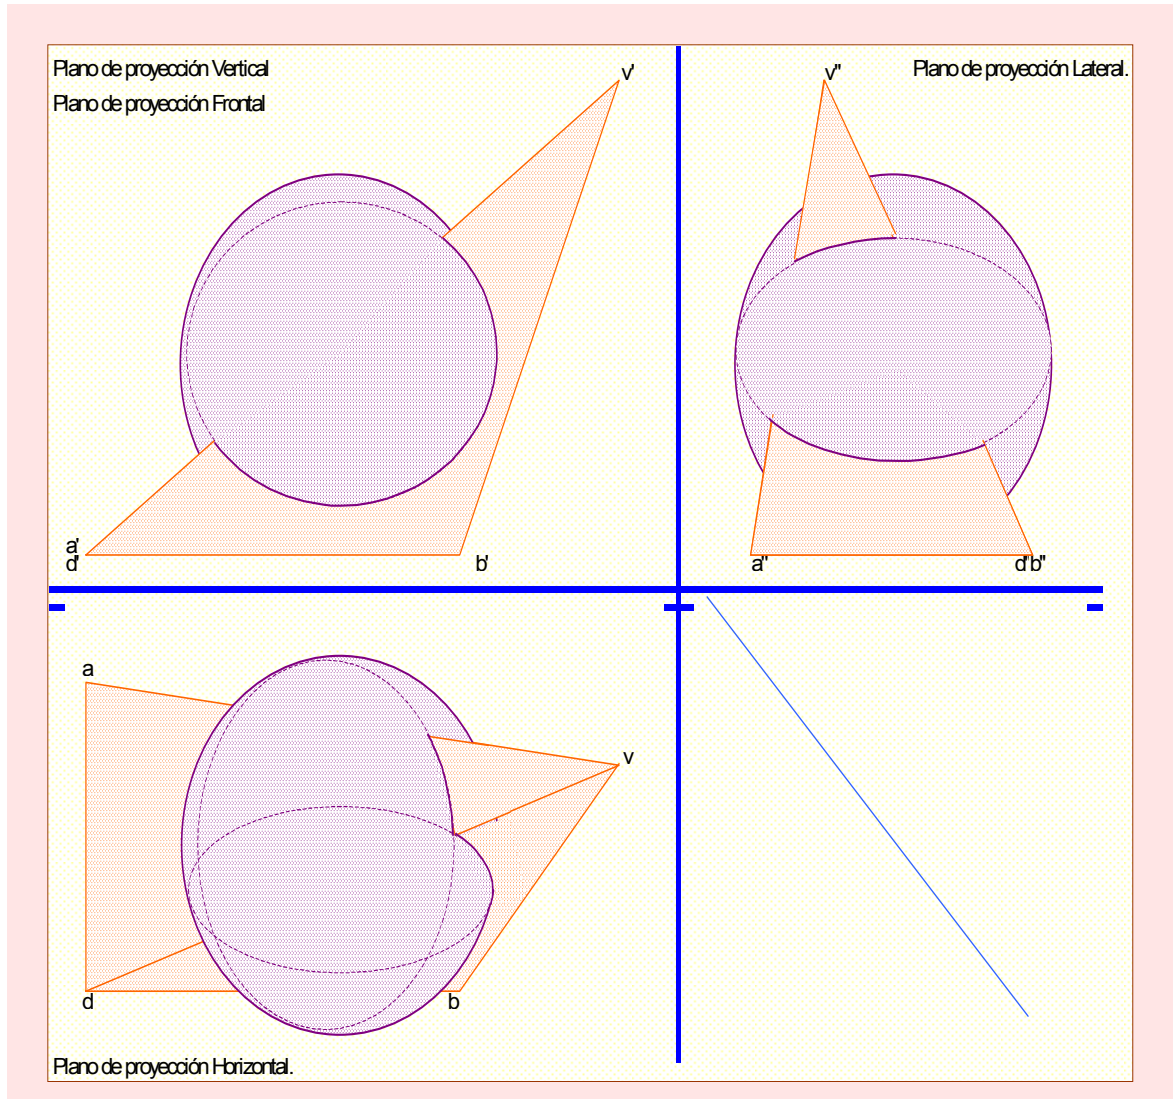 Plano de proyección Vertical
Plano de proyección Frontal
v'
v"
Plano de proyección Lateral.
a'
d'
b'
a"
d"b"
a
v
d
b
Plano de proyección Horizontal.